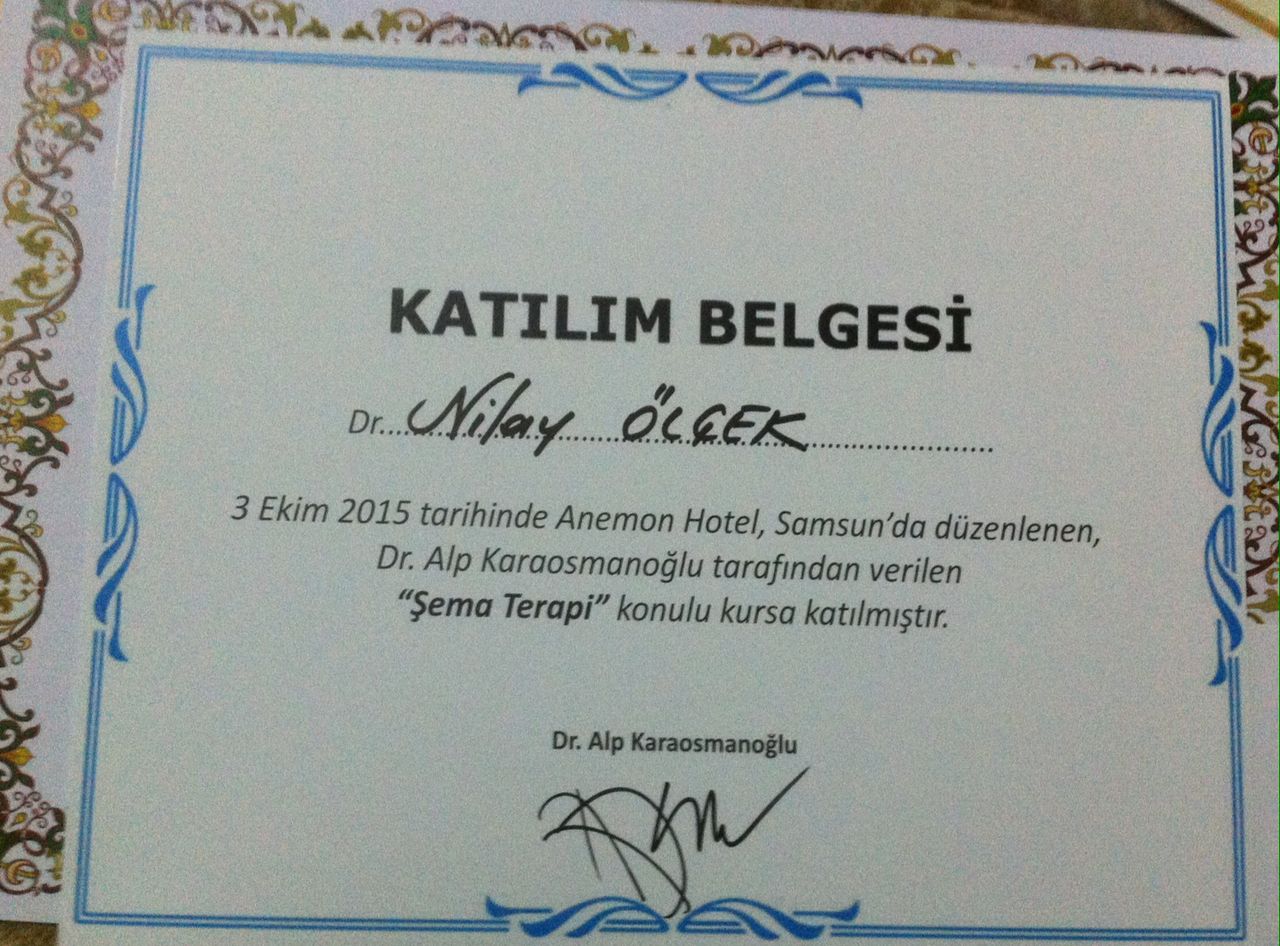 KATILIM BELGESİ
Dr. Nilay ÖLÇEK
3 Ekim 2015 tarihinde Anemon Hotel, Samsun’da düzenlenen,
Dr. Alp Karaosmanoğlu tarafından verilen
“Şema Terapi” konulu kursa katılmıştır.
Dr. Alp Karaosmanoğlu